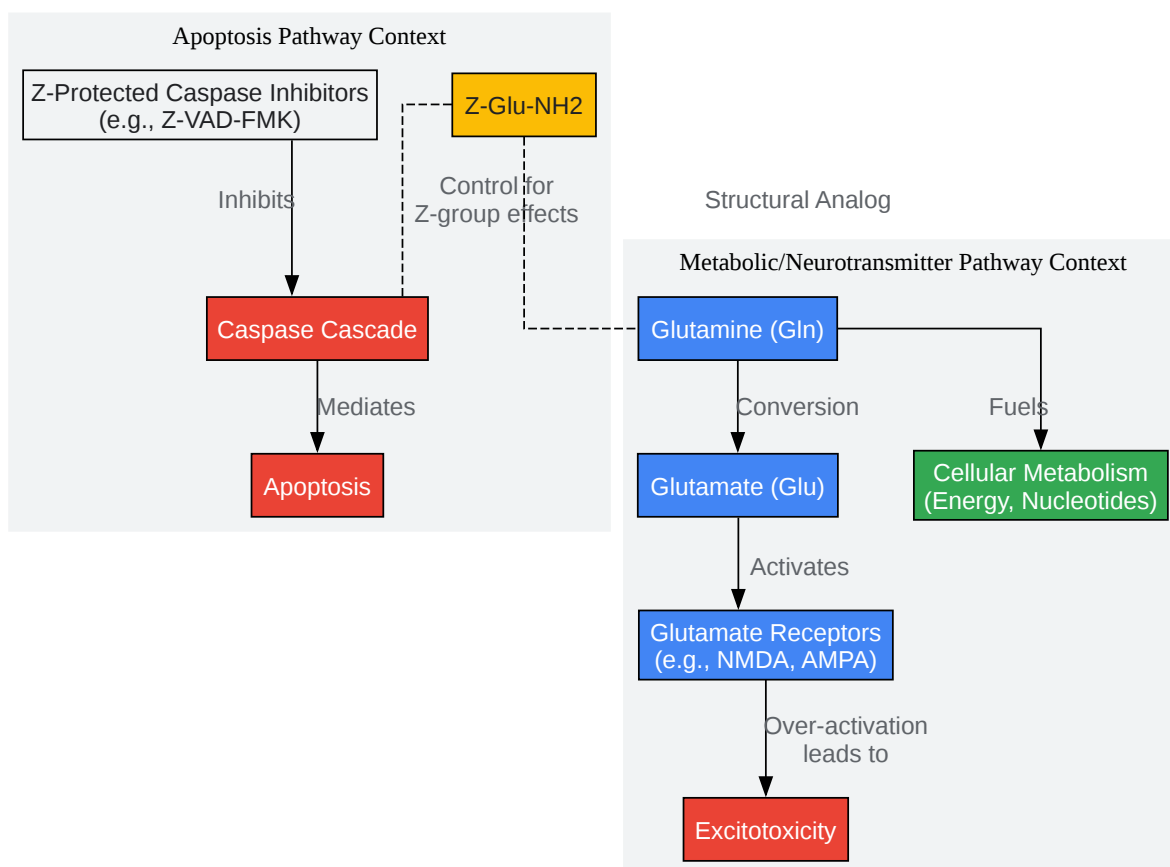 Apoptosis Pathway Context
Z-Protected Caspase Inhibitors
(e.g., Z-VAD-FMK)
Z-Glu-NH2
Inhibits
Control for
Z-group effects
Structural Analog
Metabolic/Neurotransmitter Pathway Context
Caspase Cascade
Glutamine (Gln)
Mediates
Conversion
Fuels
Apoptosis
Glutamate (Glu)
Cellular Metabolism
(Energy, Nucleotides)
Activates
Glutamate Receptors
(e.g., NMDA, AMPA)
Over-activation
leads to
Excitotoxicity